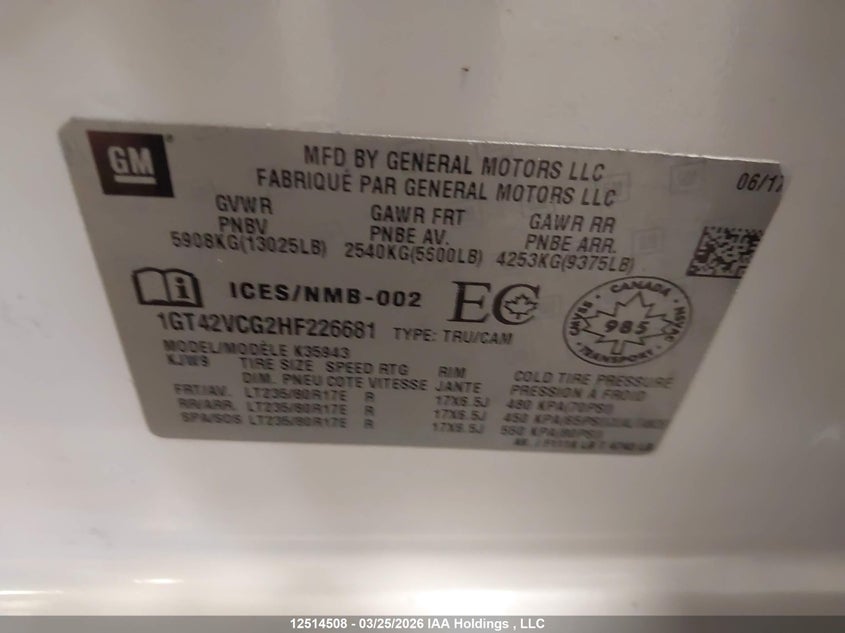 GM
MFD BY GENERAL MOTORS LLC
FABRIQUÉ PAR GENERAL MOTORS LLC
06/17
GVWR
PNBV
5908KG(13025LB)
GAWR FRT
PNBE AV.
2540KG(5600LB)
GAWR RR
PNBE ARR.
4253KG(9375LB)
ICES/NMB-002
EC
CANADA
985
TRANSPORT
1GT42VCG2HF226681 TYPE: TRU/CAM
MODEL/MODÈLE K35943
KJW9 TIRE SIZE SPEED RTG RIM COLD TIRE PRESSURE
DIM. PNEU COTE VITESSE JANTE PRESSION A FROID
FRT/AV. LT235/80R17E R 17X6.5J 480 KPA(70PSI)
RR/ARR. LT235/80R17E R 17X6.5J 450 KPA(65PSI)
SPA/SOS LT235/80R17E R 17X6.5J 550 KPA(80PSI)
12514508 - 03/25/2026 IAA Holdings , LLC